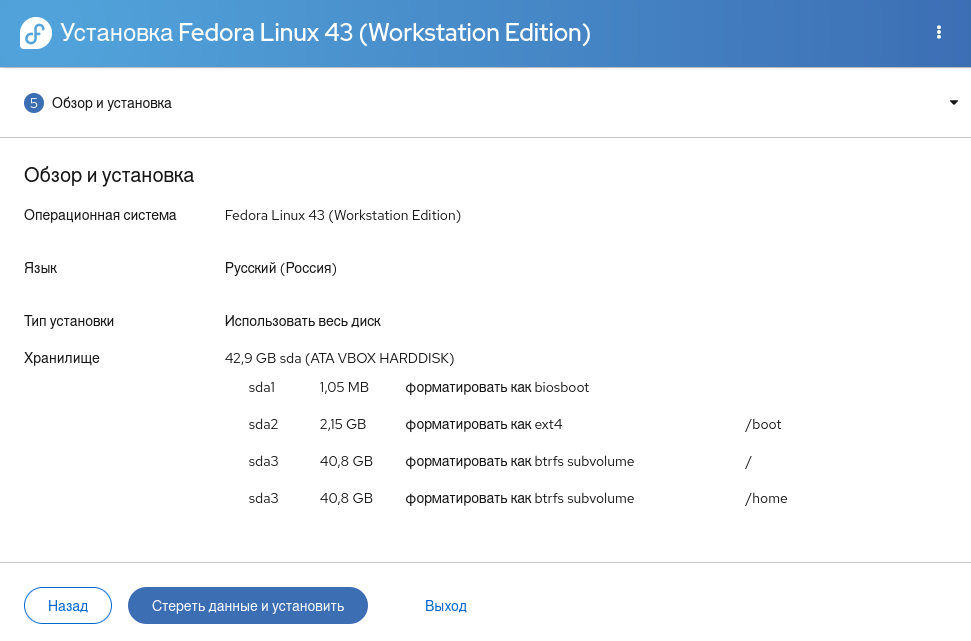 Установка Fedora Linux 43 (Workstation Edition)
5 Обзор и установка
Обзор и установка
Операционная система Fedora Linux 43 (Workstation Edition)
Язык Русский (Россия)
Тип установки Использовать весь диск
Хранилище 42,9 GB sda (ATA VBOX HARDDISK)
sda1 1,05 MB форматировать как biosboot
sda2 2,15 GB форматировать как ext4 /boot
sda3 40,8 GB форматировать как btrfs subvolume /
sda3 40,8 GB форматировать как btrfs subvolume /home
Назад Стереть данные и установить Выход